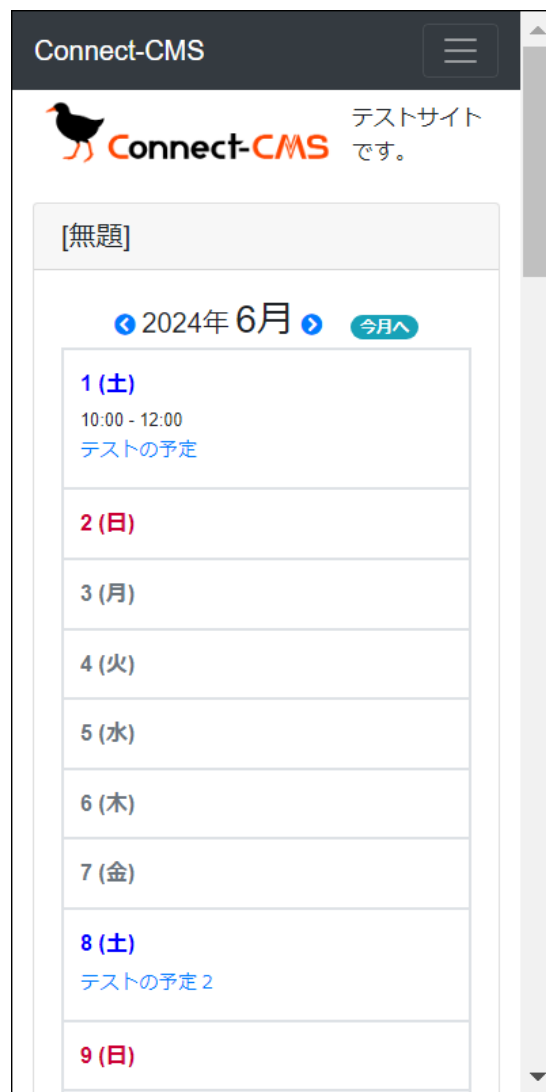 Connect-CMS
Connect-CMS
テストサイト
です。
[無題]
2024年 6月 今月へ
1 (土)
10:00 - 12:00
テストの予定
2 (日)
3 (月)
4 (火)
5 (水)
6 (木)
7 (金)
8 (土)
テストの予定 2
9 (日)